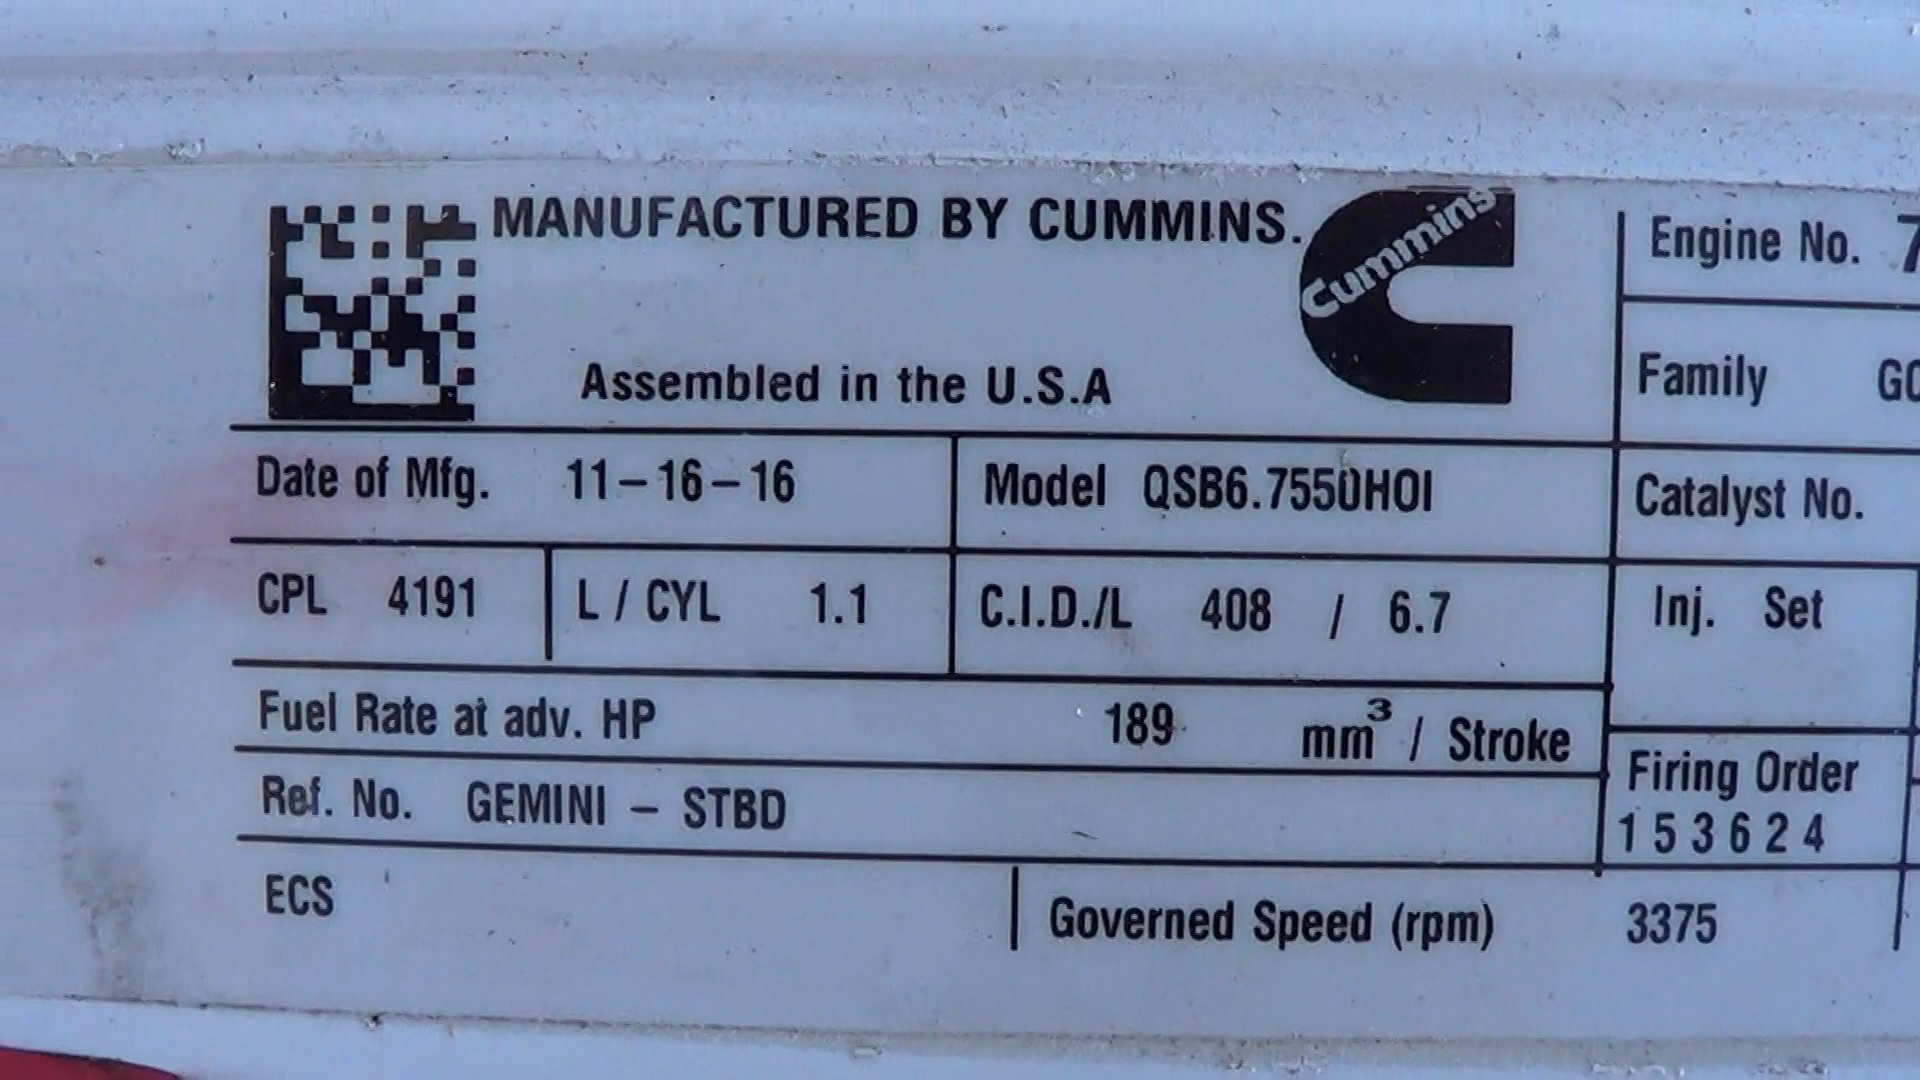 MANUFACTURED BY CUMMINS.
Cummins
Assembled in the U.S.A
Date of Mfg. 11-16-16
Model QSB6.7550HOI
CPL 4191
L / CYL 1.1
C.I.D./L 408 / 6.7
Fuel Rate at adv. HP 189 mm³ / Stroke
Ref. No. GEMINI - STBD
ECS
Governed Speed (rpm) 3375
Engine No. 7
Family
Catalyst No.
Inj. Set
Firing Order
1 5 3 6 2 4